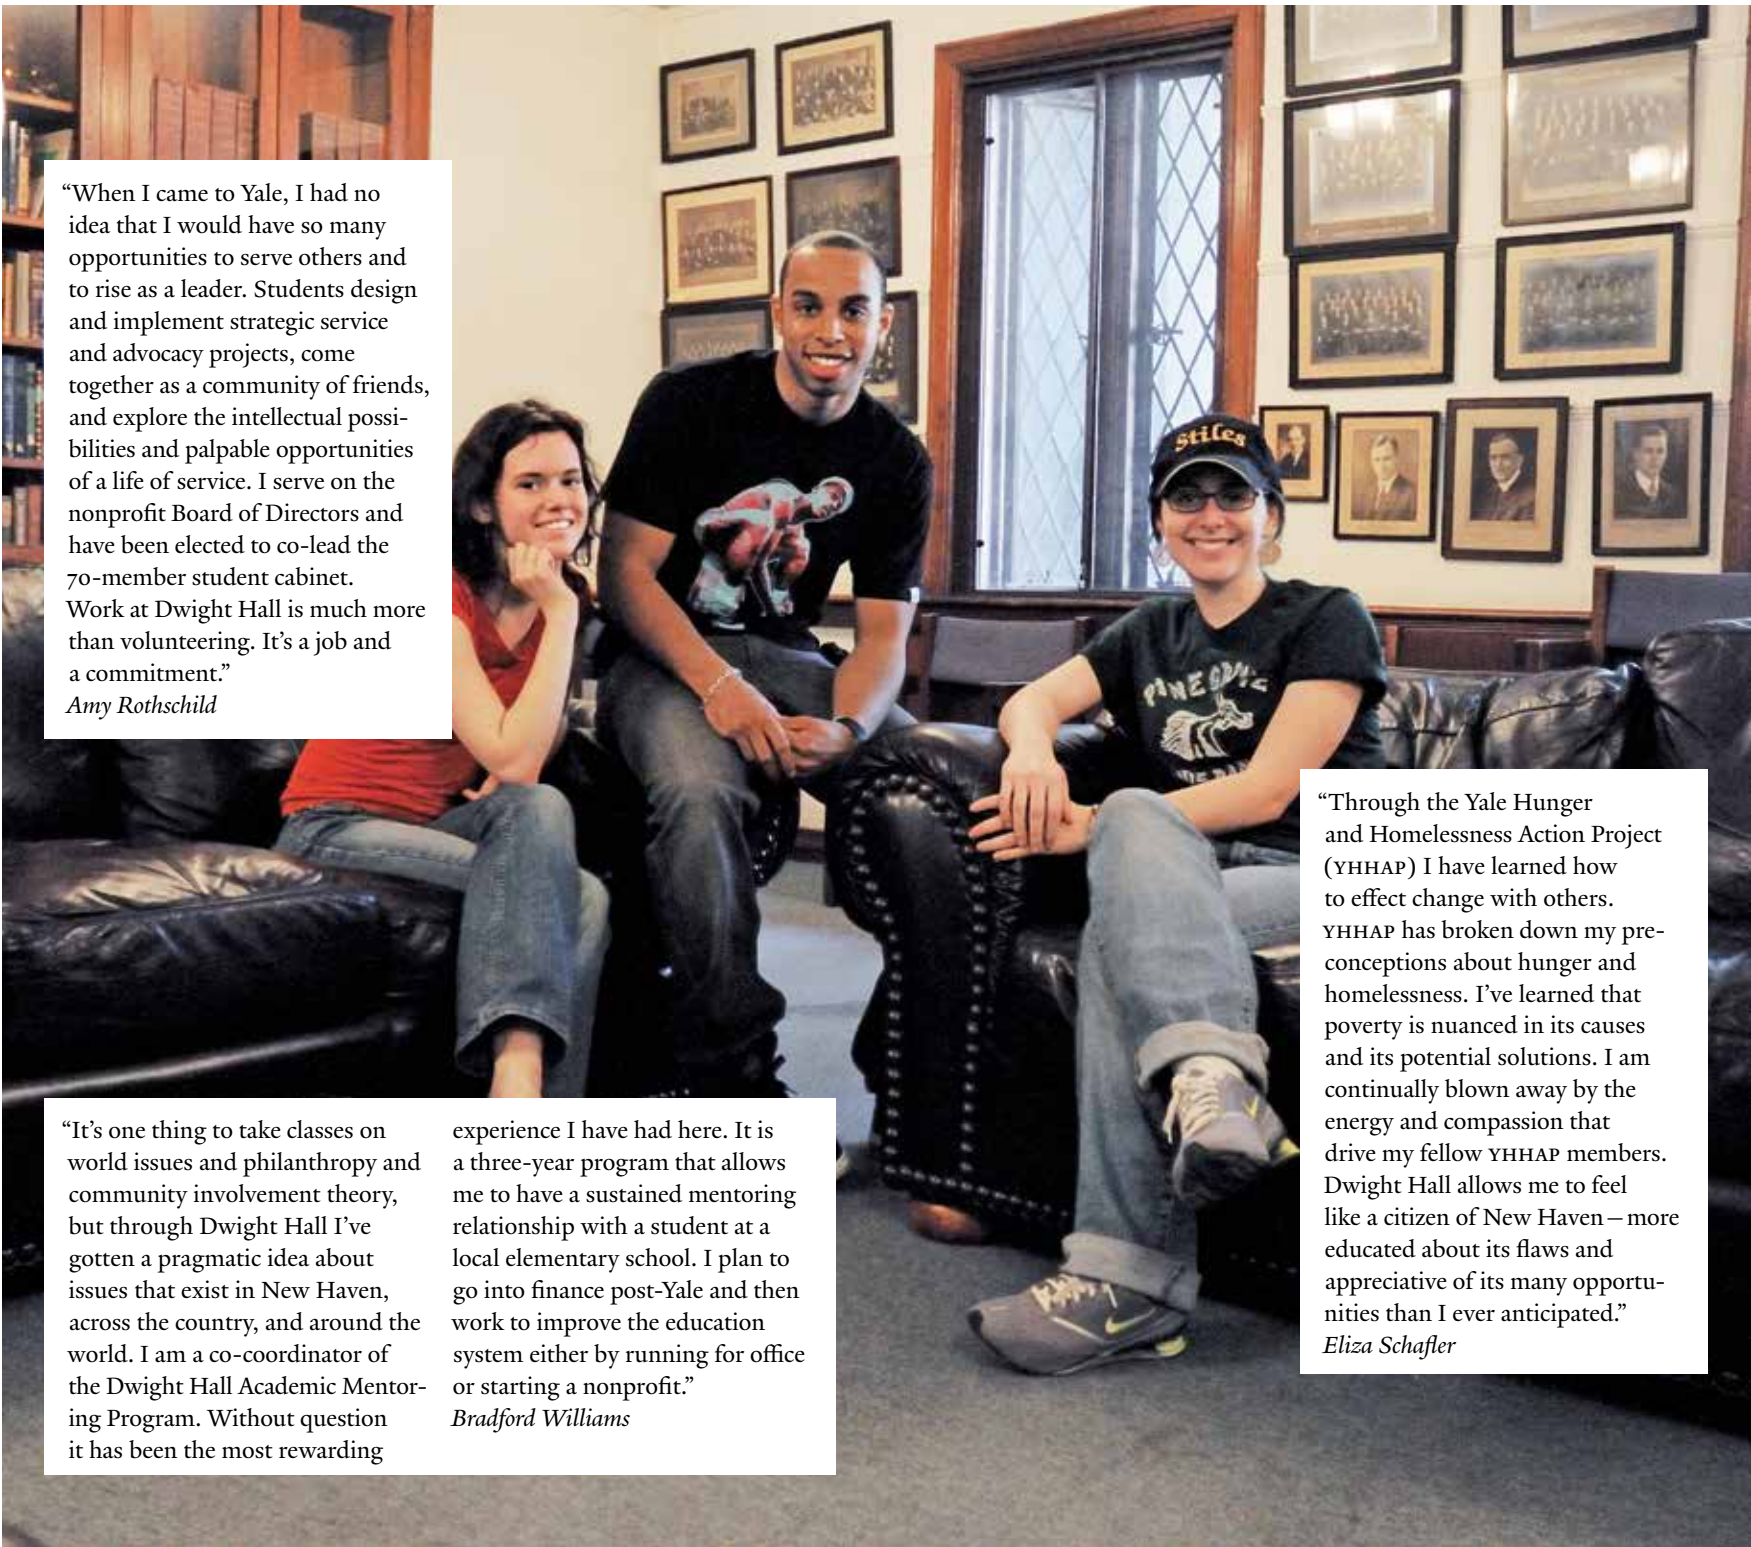 “When I came to Yale, I had no
idea that I would have so many
opportunities to serve others and
to rise as a leader. Students design
and implement strategic service
and advocacy projects, come
together as a community of friends,
and explore the intellectual possi-
bilities and palpable opportunities
of a life of service. I serve on the
nonprofit Board of Directors and
have been elected to co-lead the
70-member student cabinet.
Work at Dwight Hall is much more
than volunteering. It’s a job and
a commitment.”
Amy Rothschild
Stiles
“Through the Yale Hunger
and Homelessness Action Project
(YHHAP) I have learned how
to effect change with others.
YHHAP has broken down my pre-
conceptions about hunger and
homelessness. I’ve learned that
poverty is nuanced in its causes
and its potential solutions. I am
continually blown away by the
energy and compassion that
drive my fellow YHHAP members.
Dwight Hall allows me to feel
like a citizen of New Haven—more
educated about its flaws and
appreciative of its many opportu-
nities than I ever anticipated.”
Eliza Schafler
“It’s one thing to take classes on
world issues and philanthropy and
community involvement theory,
but through Dwight Hall I’ve
gotten a pragmatic idea about
issues that exist in New Haven,
across the country, and around the
world. I am a co-coordinator of
the Dwight Hall Academic Mentor-
ing Program. Without question
it has been the most rewarding
experience I have had here. It is
a three-year program that allows
me to have a sustained mentoring
relationship with a student at a
local elementary school. I plan to
go into finance post-Yale and then
work to improve the education
system either by running for office
or starting a nonprofit.”
Bradford Williams